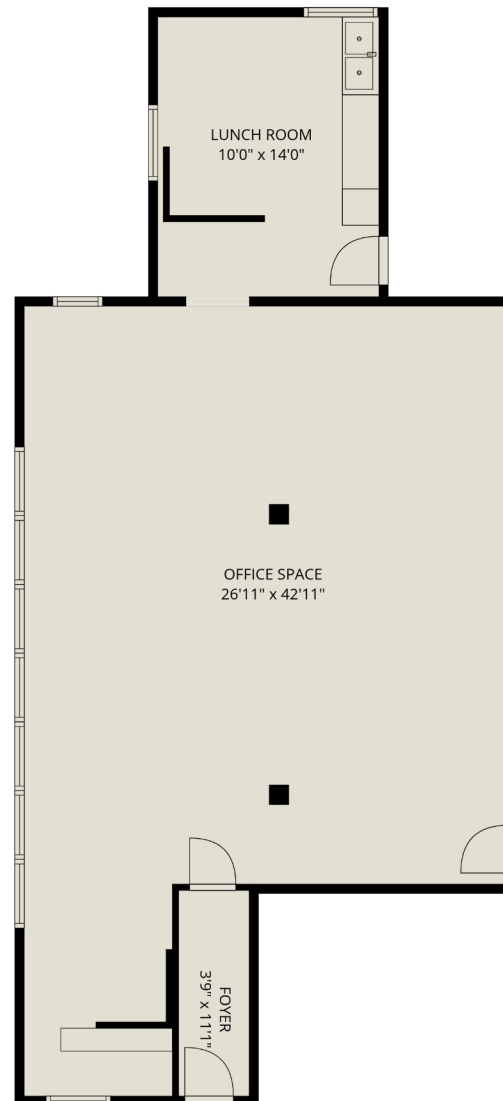 LUNCH ROOM
10'0" x 14'0"
OFFICE SPACE
26'11" x 42'11"
FOYER
3'9" x 11'1"